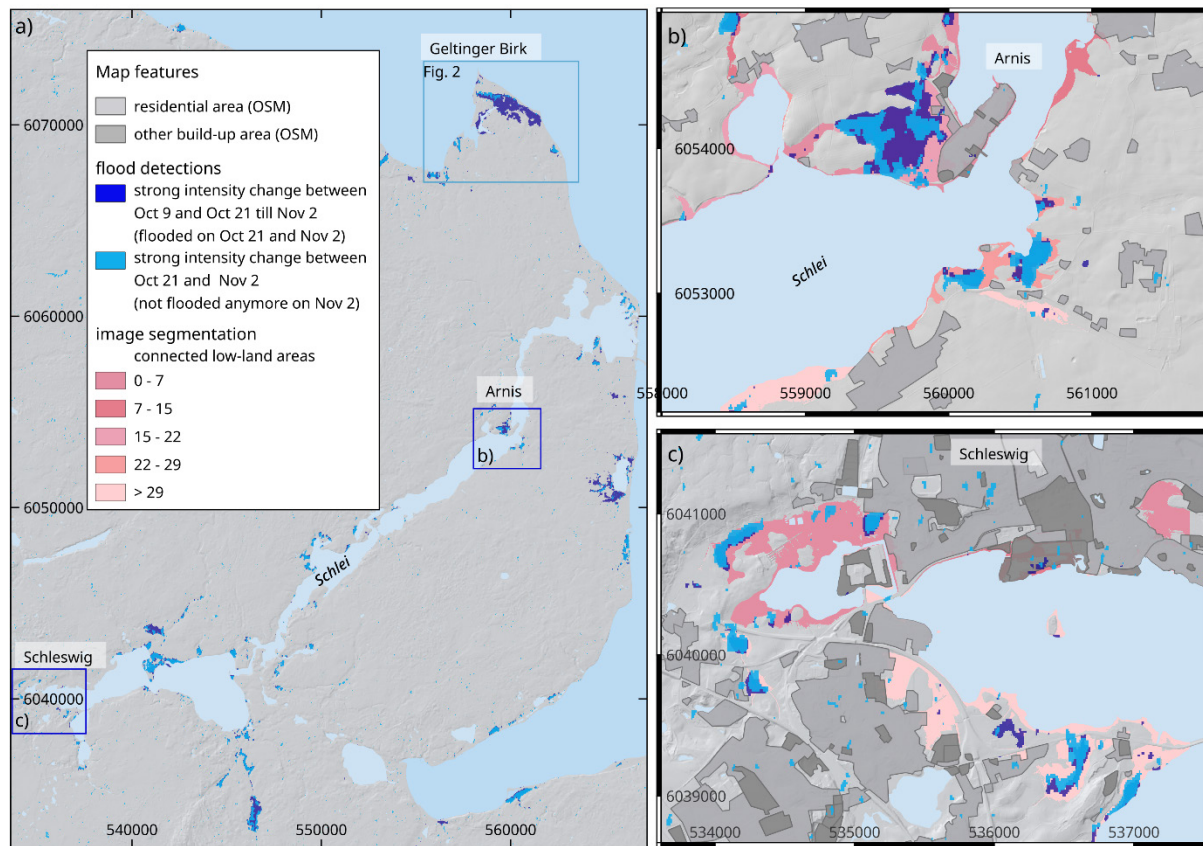 a)
Geltinger Birk
Fig. 2
Map features
residential area (OSM)
other build-up area (OSM)
flood detections
strong intensity change between
Oct 9 and Oct 21 till Nov 2
(flooded on Oct 21 and Nov 2)
strong intensity change between
Oct 21 and Nov 2
(not flooded anymore on Nov 2)
image segmentation
connected low-land areas
0 - 7
7 - 15
15 - 22
22 - 29
> 29
6070000
6060000
6050000
6040000
Arnis
b)
Schlei
Schleswig
c)
540000
550000
560000
b)
Arnis
6054000
Schlei
6053000
558000
559000
560000
561000
c)
Schleswig
6041000
6040000
6039000
534000
535000
536000
537000